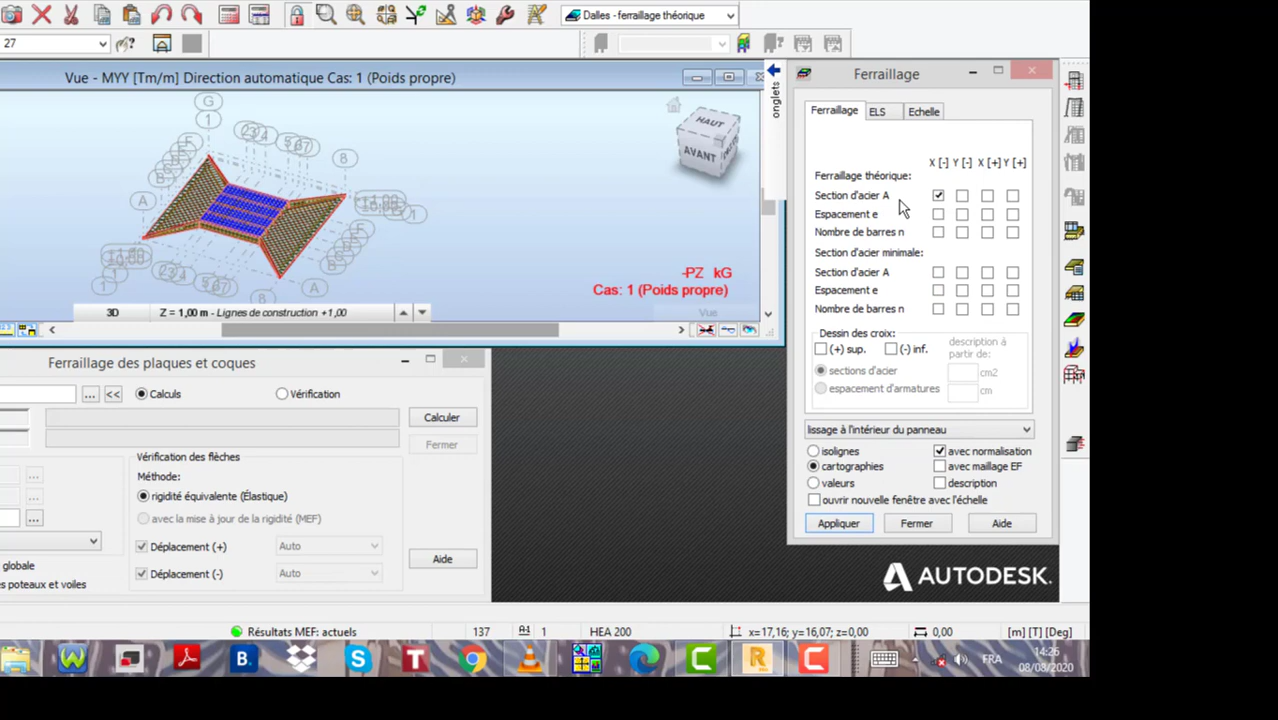 Dalles - ferraillage théorique
27
Vue - MYY [Tm/m] Direction automatique Cas: 1 (Poids propre)
onglets
G
1
B
HAUT
AVANT
1
A
1
B
A
-PZ kG
Cas: 1 (Poids propre)
3D
Z = 1,00 m - Lignes de construction +1,00
Vue
Ferraillage
Ferraillage
ELS
Echelle
X [-] Y [-] X [+] Y [+]
Ferraillage théorique:
Section d'acier A
Espacement e
Nombre de barres n
Section d'acier minimale:
Section d'acier A
Espacement e
Nombre de barres n
Dessin des croix:
(+) sup.
(-) inf.
description à
partir de:
sections d'acier
cm2
espacement d'armatures
cm
lissage à l'intérieur du panneau
isolignes
avec normalisation
cartographies
avec maillage EF
valeurs
description
ouvrir nouvelle fenêtre avec l'échelle
Appliquer
Fermer
Aide
Ferraillage des plaques et coques
...
<<
Calculs
Vérification
Calculer
Fermer
Vérification des flèches
Méthode:
rigidité équivalente (Élastique)
avec la mise à jour de la rigidité (MEF)
Déplacement (+)
Auto
Déplacement (-)
Auto
Aide
...
...
...
globale
es poteaux et voiles
AUTODESK.
Résultats MEF: actuels
137
1
HEA 200
x=17,16; y=16,07; z=0,00
0,00
[m] [T] [Deg]
FRA
14:26
08/08/2020